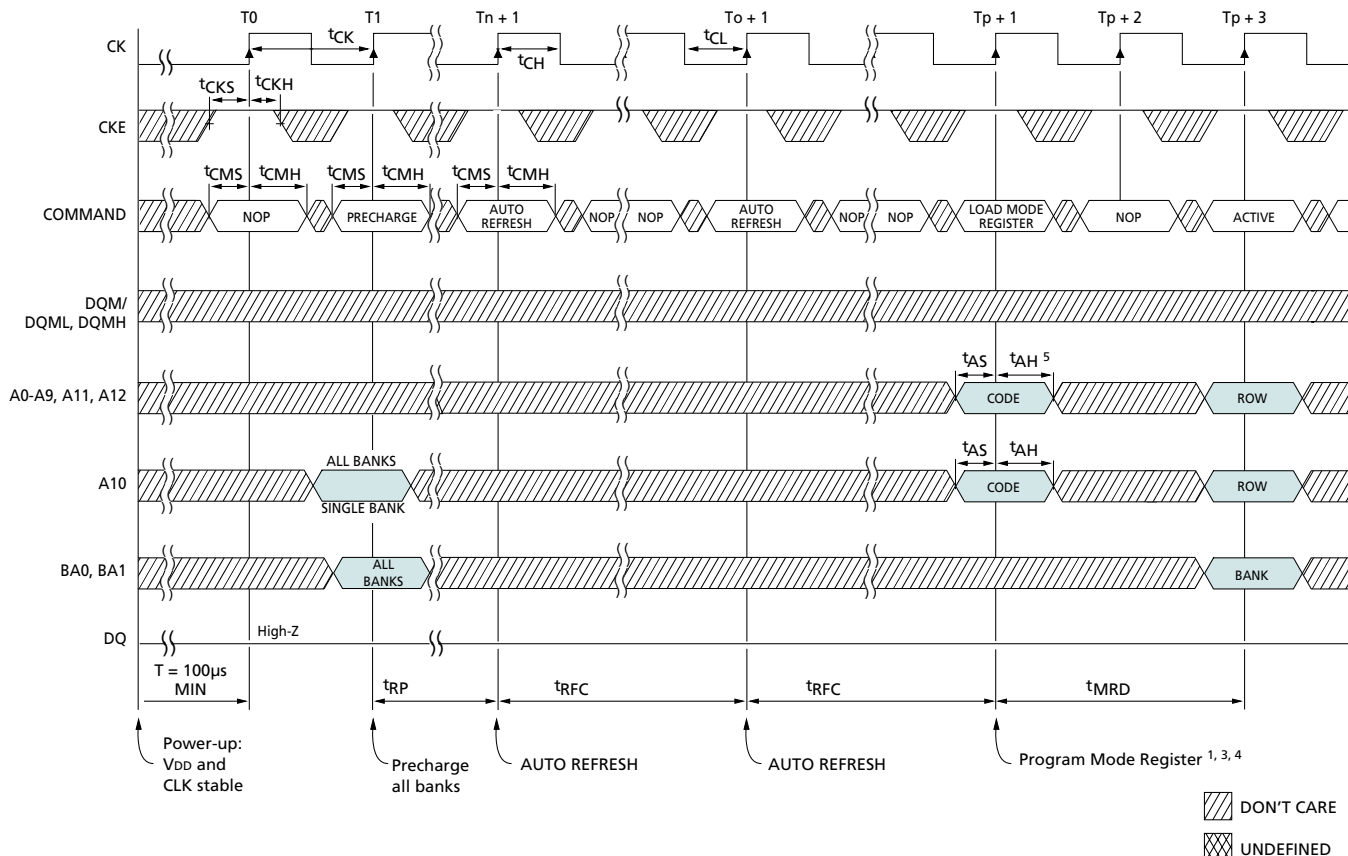 T0 T1 Tn + 1 To + 1 Tp + 1 Tp + 2 Tp + 3
CK tCK tCH tCL
tCKS tCKH
CKE
tCMS tCMH tCMS tCMH tCMS tCMH
COMMAND NOP PRECHARGE AUTO REFRESH NOP NOP AUTO REFRESH NOP NOP LOAD MODE REGISTER NOP ACTIVE
DQM/
DQML, DQMH
tAS tAH 5
A0-A9, A11, A12 CODE ROW
ALL BANKS tAS tAH
A10 CODE ROW
SINGLE BANK
BA0, BA1 ALL BANKS BANK
DQ High-Z
T = 100µs
MIN tRP tRFC tRFC tMRD
Power-up:
VDD and
CLK stable
Precharge
all banks
AUTO REFRESH
AUTO REFRESH
Program Mode Register 1, 3, 4
DON'T CARE
UNDEFINED